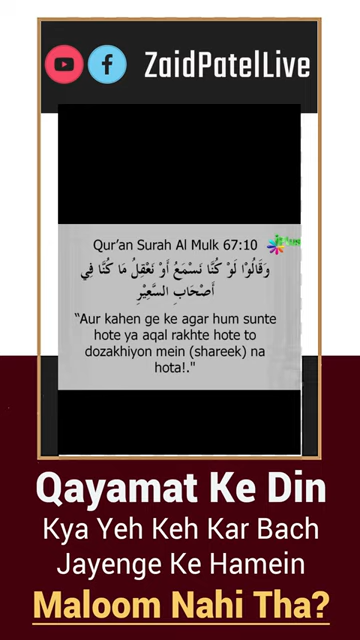 ZaidPatelLive
Qur'an Surah Al Mulk 67:10
وَقَالُوْا لَوْ كُنَّا نَسْمَعُ أَوْ نَعْقِلُ مَا كُنَّا فِي
أَصْحَابِ السَّعِيْرِ
“Aur kahen ge ke agar hum sunte
hote ya aqal rakhte hote to
dozakhiyon mein (shareek) na
hota!."
Qayamat Ke Din
Kya Yeh Keh Kar Bach
Jayenge Ke Hamein
Maloom Nahi Tha?